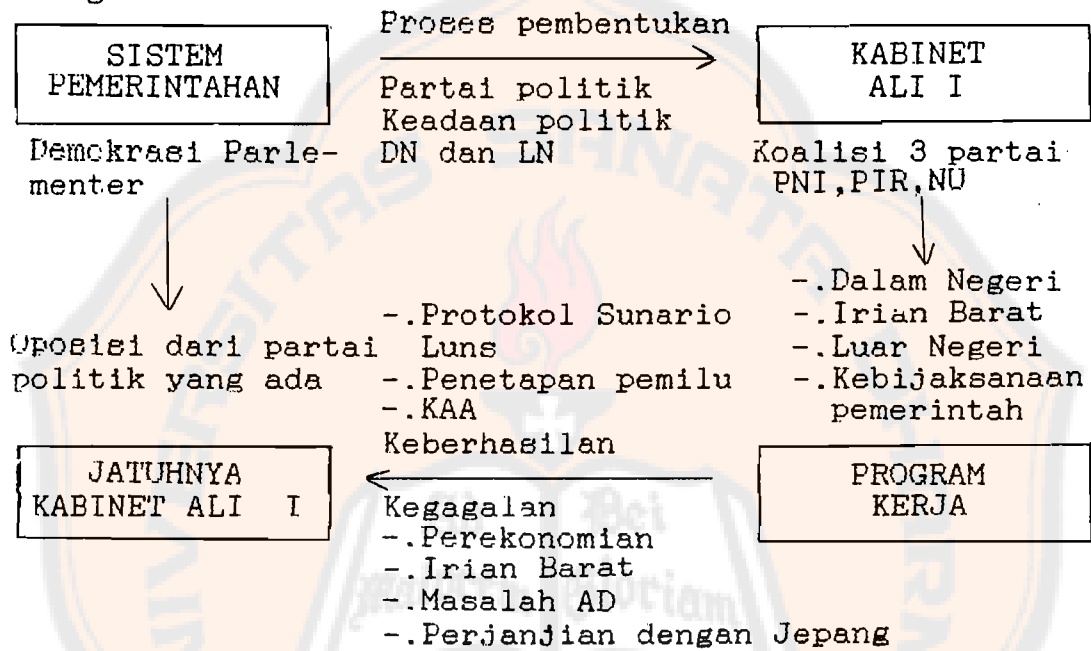 Proses pembentukan
SISTEM
PEMERINTAHAN
Partai politik
Keadaan politik
DN dan LN
KABINET
ALI I
Demokrasi Parle-
menter
Koalisi 3 partai
PNI,PIR,NU
-.Dalam Negeri
-.Irian Barat
-.Luar Negeri
-.Kebijaksanaan
pemerintah
Oposisi dari partai
politik yang ada
-.Protokol Sunario
Luns
-.Penetapan pemilu
-.KAA
Keberhasilan
JATUHNYA
KABINET ALI I
Kegagalan
-.Perekonomian
-.Irian Barat
-.Masalah AD
-.Perjanjian dengan Jepang
PROGRAM
KERJA